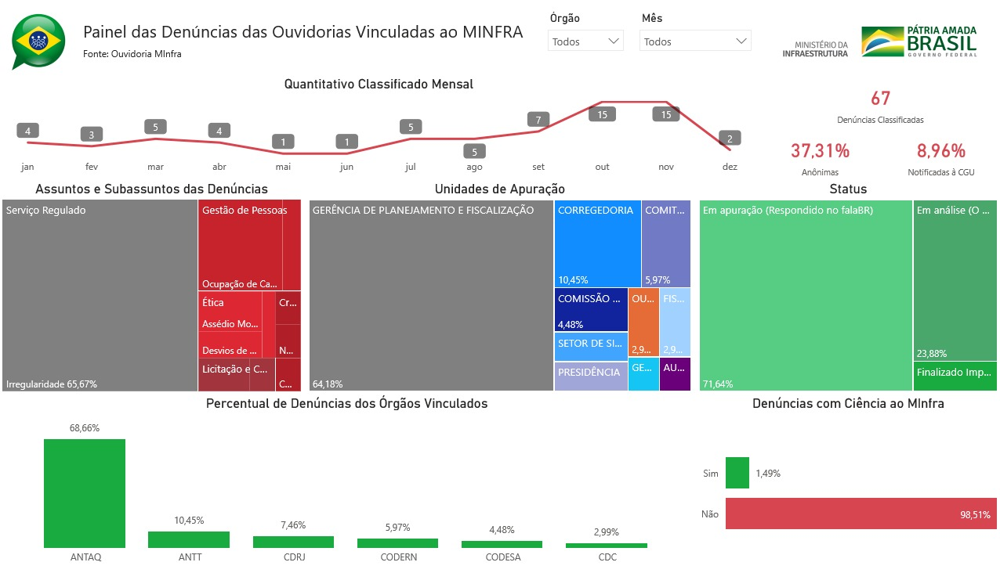 Painel das Denúncias das Ouvidorias Vinculadas ao MINFRA
Fonte: Ouvidoria MInfra
Órgão
Todos
Mês
Todos
MINISTÉRIO DA
INFRAESTRUTURA
PÁTRIA AMADA
BRASIL
GOVERNO FEDERAL
Quantitativo Classificado Mensal
4
3
5
4
1
1
5
5
7
15
15
2
jan
fev
mar
abr
mai
jun
jul
ago
set
out
nov
dez
67
Denúncias Classificadas
37,31%
Anônimas
8,96%
Notificadas à CGU
Assuntos e Subassuntos das Denúncias
Serviço Regulado
Irregularidade 65,67%
Gestão de Pessoas
Ocupação de Ca...
Ética
Assédio Mo...
Desvios de ...
Cr...
N...
Licitação e C...
C...
Unidades de Apuração
GERÊNCIA DE PLANEJAMENTO E FISCALIZAÇÃO
64,18%
CORREGEDORIA
10,45%
COMIT...
5,97%
COMISSÃO ...
4,48%
SETOR DE SI...
PRESIDÊNCIA
OU...
2,9...
FIS...
2,9...
GE...
AU...
Status
Em apuração (Respondido no falaBR)
71,64%
Em análise (O ...
23,88%
Finalizado Imp...
Percentual de Denúncias dos Órgãos Vinculados
68,66%
10,45%
7,46%
5,97%
4,48%
2,99%
ANTAQ
ANTT
CDRJ
CODERN
CODESA
CDC
Denúncias com Ciência ao MInfra
Sim
1,49%
Não
98,51%